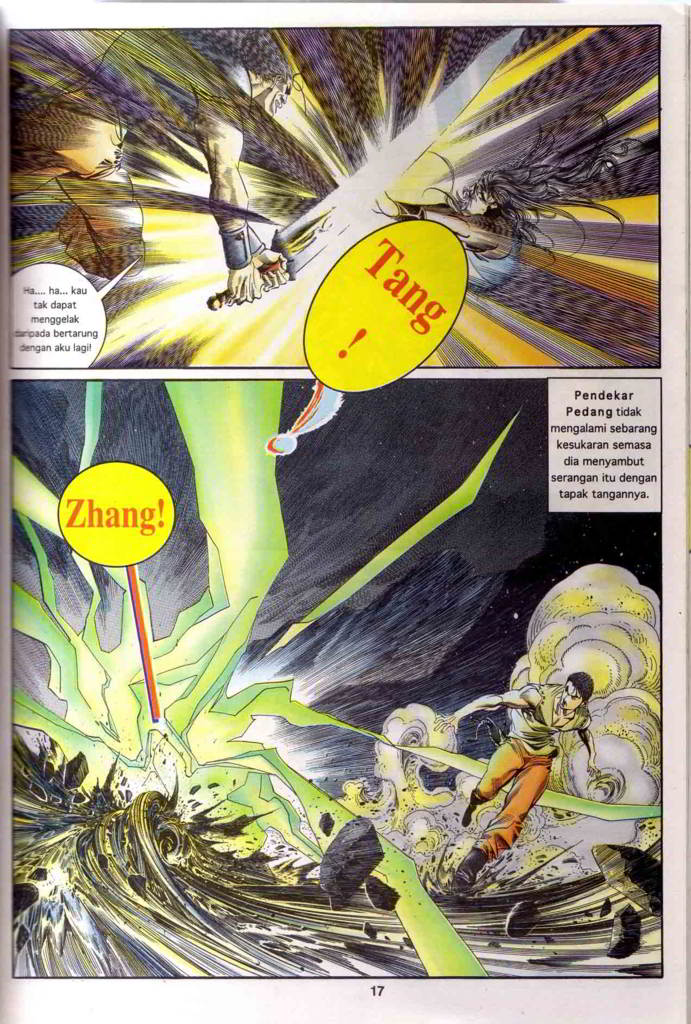 Ha.... ha... kau
tak dapat
menggelak
daripada bertarung
dengan aku lagi!
Tang
!
Pendekar
Pedang tidak
mengalami sebarang
kesukaran semasa
dia menyambut
serangan itu dengan
tapak tangannya.
Zhang!
17